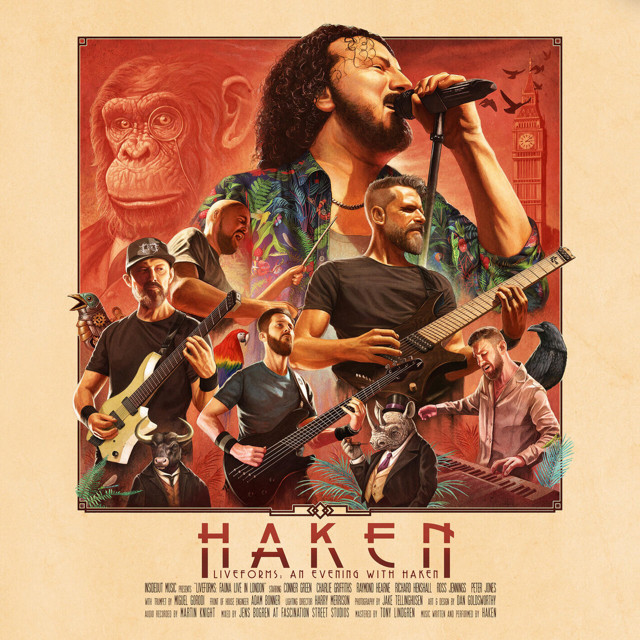 HAKEN
LIVEFORMS, AN EVENING WITH HAKEN
INSIDEOUT MUSIC PRESENTS "LIVEFORMS: FAUNA LIVE IN LONDON" STARRING CONNER GREEN CHARLIE GRIFFITHS RAYMOND HEARNE RICHARD HENSHALL ROSS JENNINGS PETER JONES
WITH TRUMPET BY MIGUEL GORODI FRONT OF HOUSE ENGINEER ADAM BONNER LIGHTING DIRECTOR HARRY MERRISON PHOTOGRAPHY BY JAKE TELLINGHUISEN ART & DESIGN BY DAN GOLDSWORTHY
AUDIO RECORDED BY MARTIN KNIGHT MIXED BY JENS BOGREN AT FASCINATION STREET STUDIOS MASTERED BY TONY LINDGREN MUSIC WRITTEN AND PERFORMED BY HAKEN